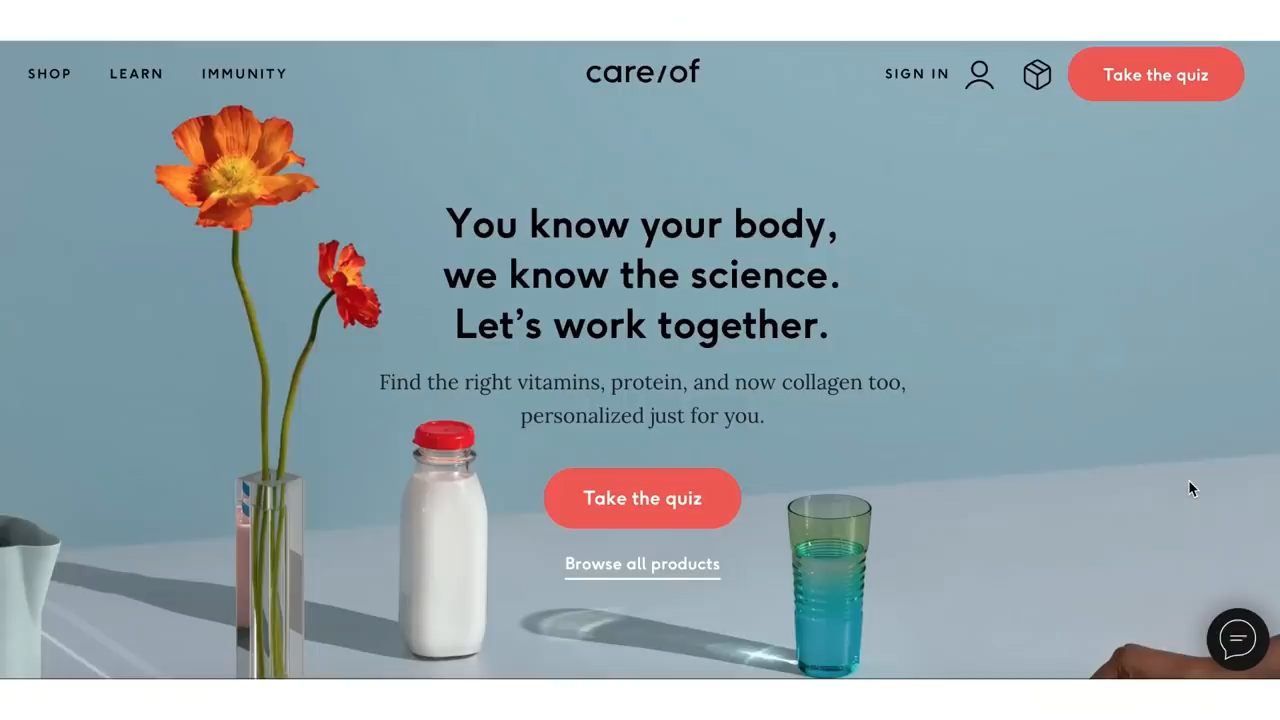 SHOP LEARN IMMUNITY care/of SIGN IN Take the quiz
You know your body,
we know the science.
Let's work together.
Find the right vitamins, protein, and now collagen too,
personalized just for you.
Take the quiz
Browse all products